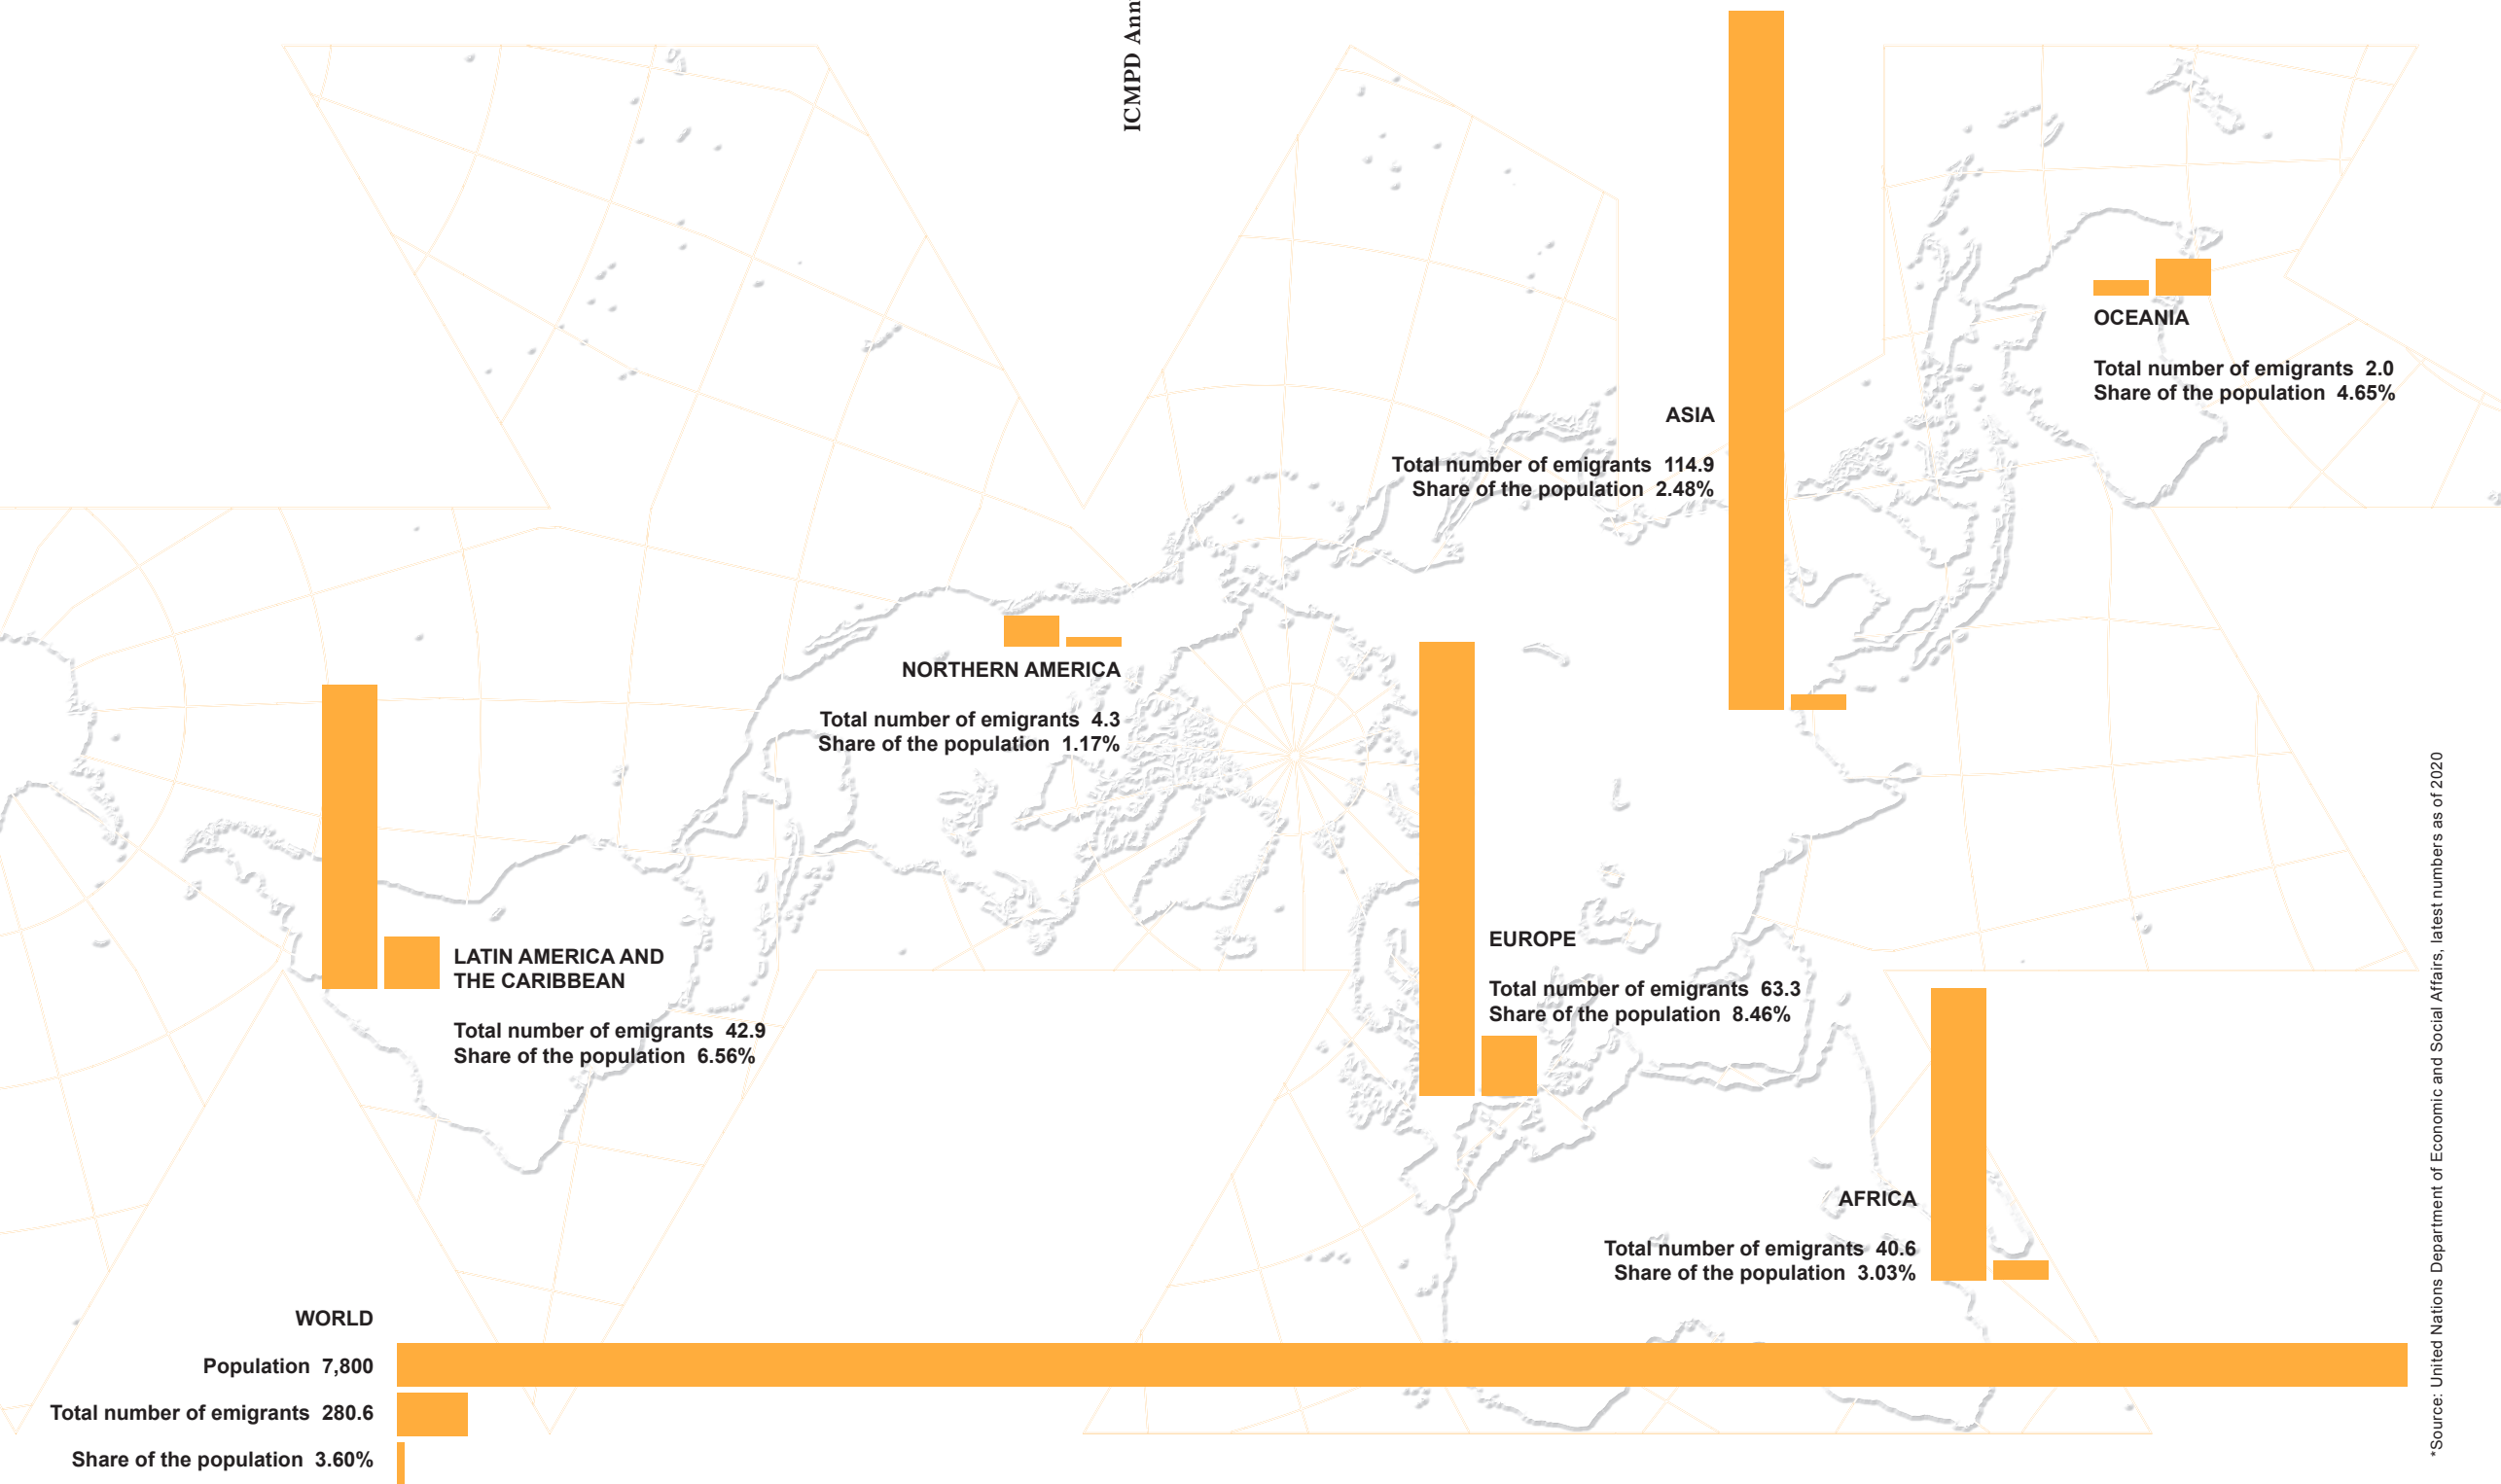 ICMPD Ann
OCEANIA
Total number of emigrants 2.0
Share of the population 4.65%
ASIA
Total number of emigrants 114.9
Share of the population 2.48%
NORTHERN AMERICA
Total number of emigrants 4.3
Share of the population 1.17%
LATIN AMERICA AND
THE CARIBBEAN
Total number of emigrants 42.9
Share of the population 6.56%
EUROPE
Total number of emigrants 63.3
Share of the population 8.46%
AFRICA
Total number of emigrants 40.6
Share of the population 3.03%
WORLD
Population 7,800
Total number of emigrants 280.6
Share of the population 3.60%
*Source: United Nations Department of Economic and Social Affairs, latest numbers as of 2020